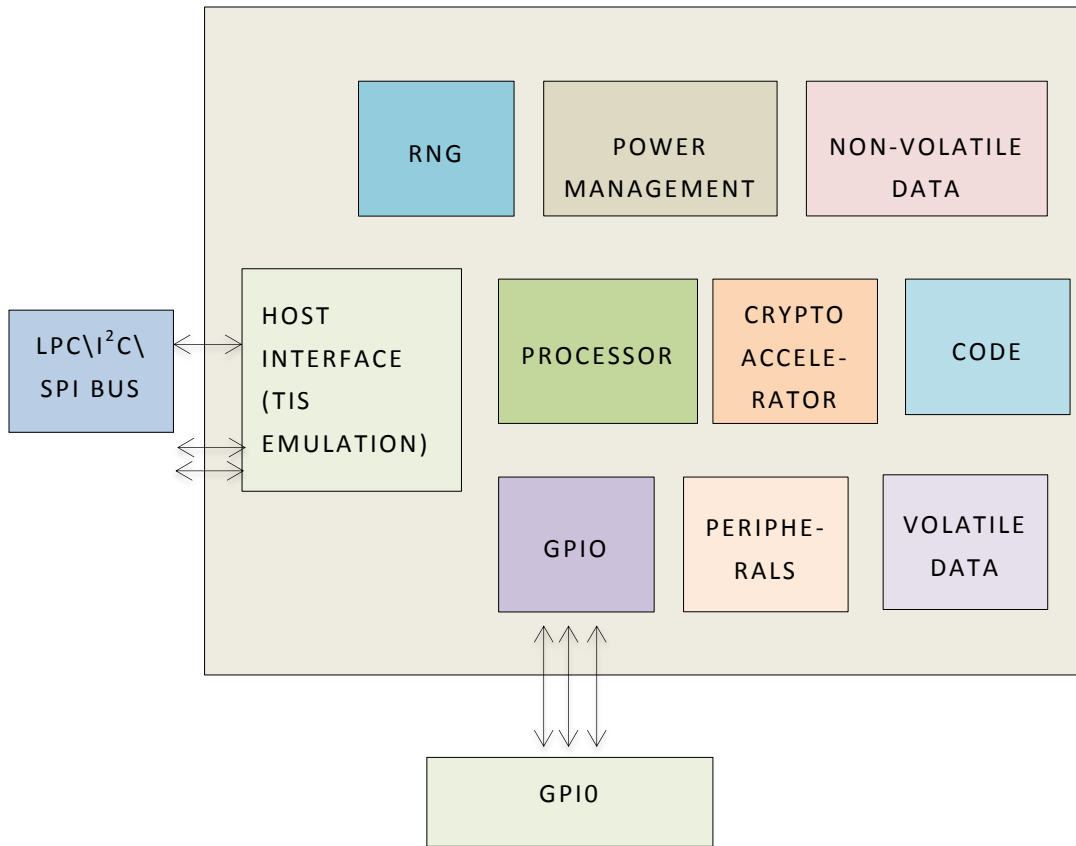 RNG
POWER
MANAGEMENT
NON-VOLATILE
DATA
LPC\I²C\
SPI BUS
HOST
INTERFACE
(TIS
EMULATION)
PROCESSOR
CRYPTO
ACCELE-
RATOR
CODE
GPIO
PERIPHE-
RALS
VOLATILE
DATA
GPI0